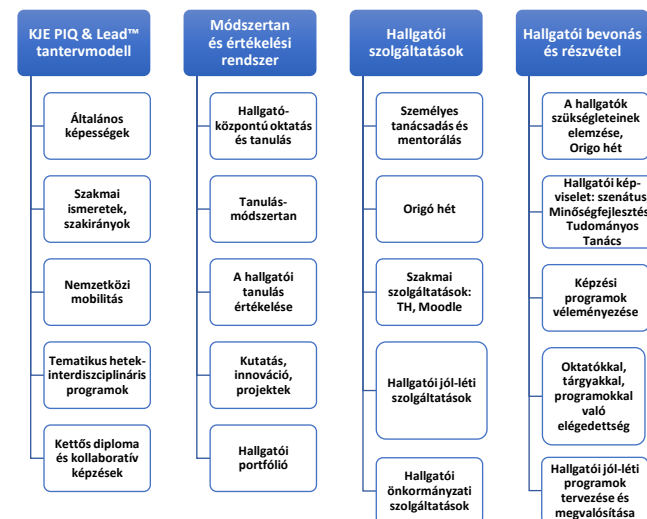 KJE PIQ & Lead™
tantervmodell
Általános
képességek
Szakmai
ismeretek,
szakirányok
Nemzetközi
mobilitás
Tematikus hetek-
interdiszciplináris
programok
Kettős diploma
és kollaboratív
képzések
Módszertan
és értékelési
rendszer
Hallgató-
központú oktatás
és tanulás
Tanulás-
módszertan
A hallgatói
tanulás
értékelése
Kutatás,
innováció,
projektek
Hallgatói
portfólió
Hallgatói
szolgáltatások
Személyes
tanácsadás és
mentorálás
Origó hét
Szakmai
szolgáltatások:
TH, Moodle
Hallgatói jól-léti
szolgáltatások
Hallgatói
önkormányzati
szolgáltatások
Hallgatói bevonás
és részvétel
A hallgatók
szükségleteinek
elemzése,
Origo hét
Hallgatói kép-
viselet: szenátus
Minőségfejlesztés
Tudományos
Tanács
Képzési
programok
véleményezése
Oktatókkal,
tárgyakkal,
programokkal
való
elégedettség
Hallgatói jól-léti
programok
tervezése és
megvalósítása